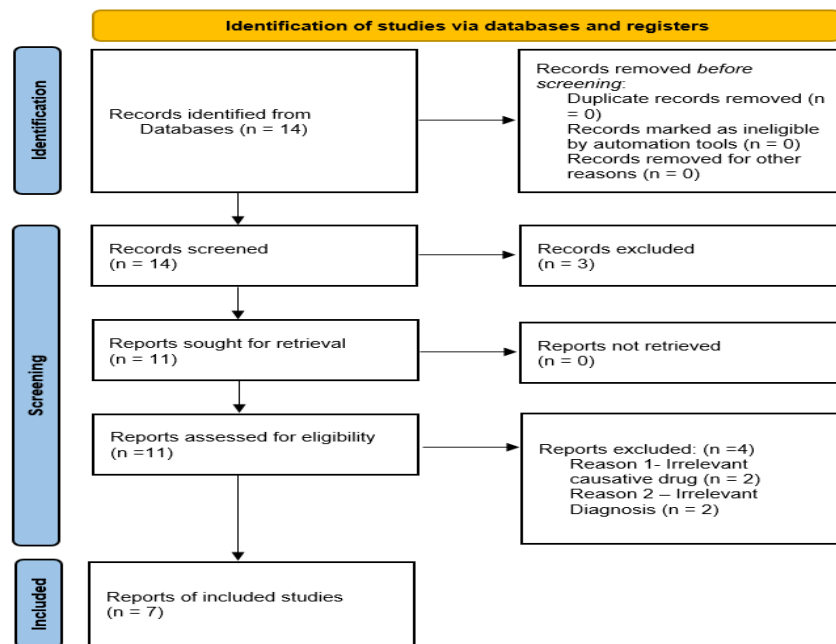 Identification of studies via databases and registers
Identification
Records identified from
Databases (n = 14)
Records removed before
screening:
Duplicate records removed (n
= 0)
Records marked as ineligible
by automation tools (n = 0)
Records removed for other
reasons (n = 0)
Screening
Records screened
(n = 14)
Records excluded
(n = 3)
Reports sought for retrieval
(n = 11)
Reports not retrieved
(n = 0)
Reports assessed for eligibility
(n =11)
Reports excluded: (n =4)
Reason 1- Irrelevant
causative drug (n = 2)
Reason 2 – Irrelevant
Diagnosis (n = 2)
Included
Reports of included studies
(n = 7)